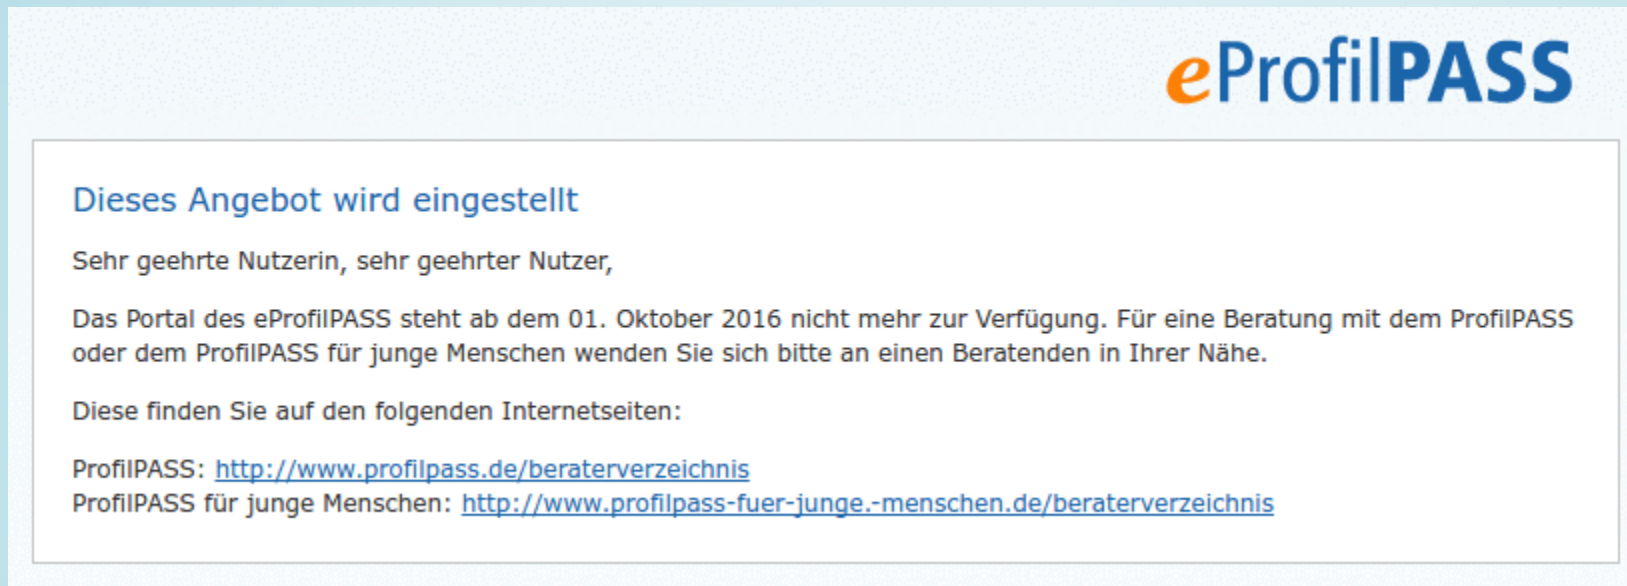 eProfilPASS
Dieses Angebot wird eingestellt
Sehr geehrte Nutzerin, sehr geehrter Nutzer,
Das Portal des eProfilPASS steht ab dem 01. Oktober 2016 nicht mehr zur Verfügung. Für eine Beratung mit dem ProfilPASS
oder dem ProfilPASS für junge Menschen wenden Sie sich bitte an einen Beratenden in Ihrer Nähe.
Diese finden Sie auf den folgenden Internetseiten:
ProfilPASS: http://www.profilpass.de/beraterverzeichnis
ProfilPASS für junge Menschen: http://www.profilpass-fuer-junge.-menschen.de/beraterverzeichnis